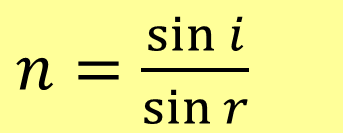 n = sin i / sin r